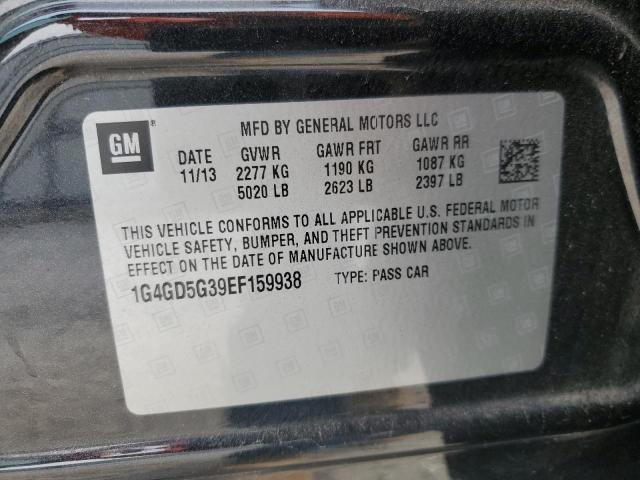 GM ®
MFD BY GENERAL MOTORS LLC
DATE GVWR GAWR FRT GAWR RR
11/13 2277 KG 1190 KG 1087 KG
5020 LB 2623 LB 2397 LB
THIS VEHICLE CONFORMS TO ALL APPLICABLE U.S. FEDERAL MOTOR
VEHICLE SAFETY, BUMPER, AND THEFT PREVENTION STANDARDS IN
EFFECT ON THE DATE OF MANUFACTURE SHOWN ABOVE.
1G4GD5G39EF159938 TYPE: PASS CAR